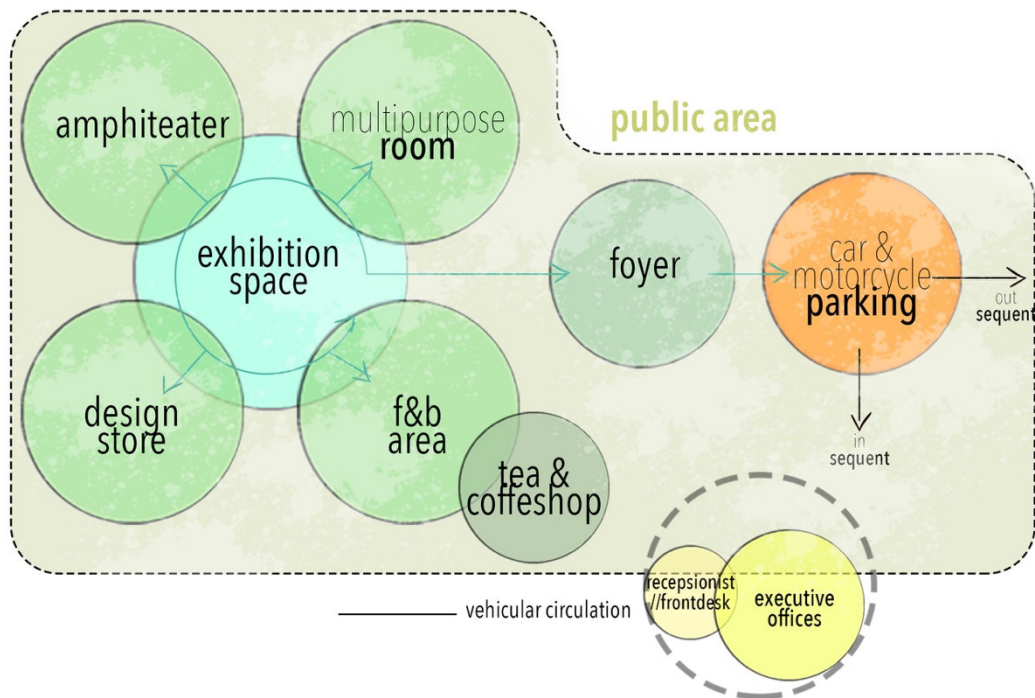 amphiteater
multipurpose
room
public area
exhibition
space
foyer
car &
motorcycle
parking
out
sequent
design
store
f&b
area
in
sequent
tea &
coffeshop
recepsionist
//frontdesk
executive
offices
vehicular circulation